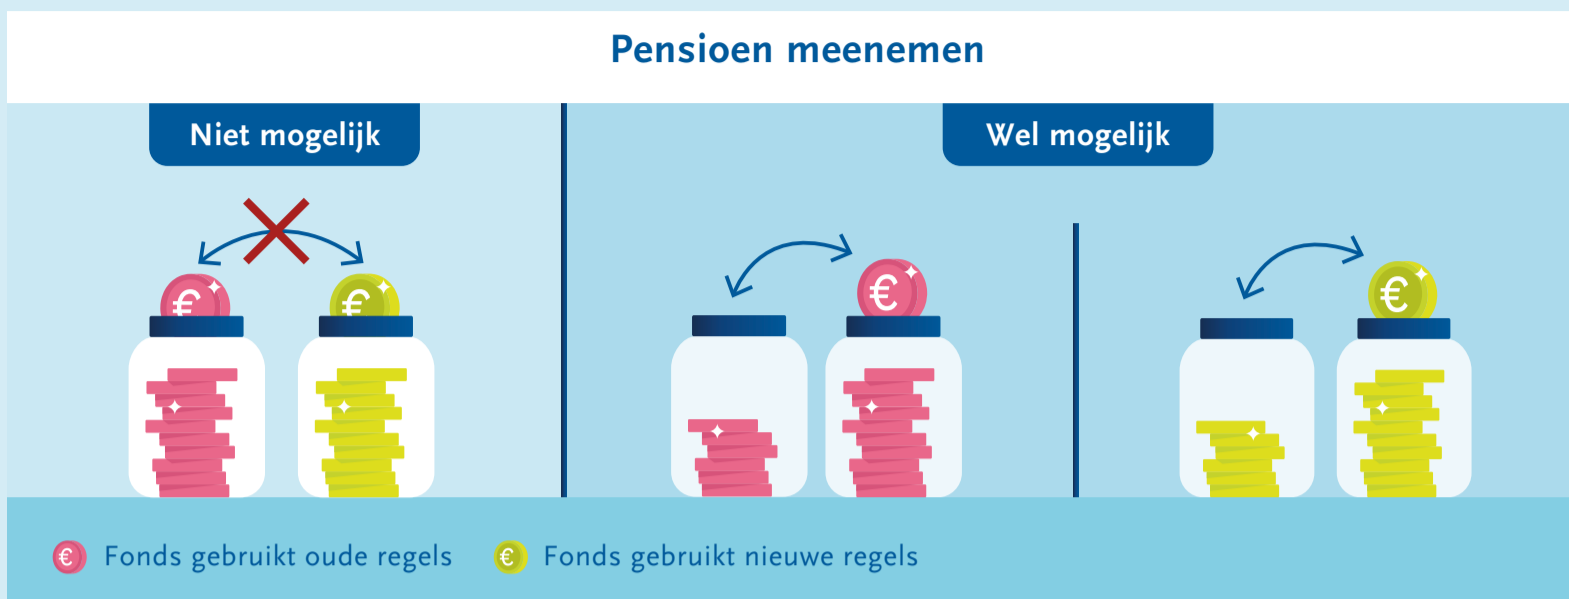 Pensioen meenemen
Niet mogelijk
Wel mogelijk
€
€
€
€
€ Fonds gebruikt oude regels
€ Fonds gebruikt nieuwe regels